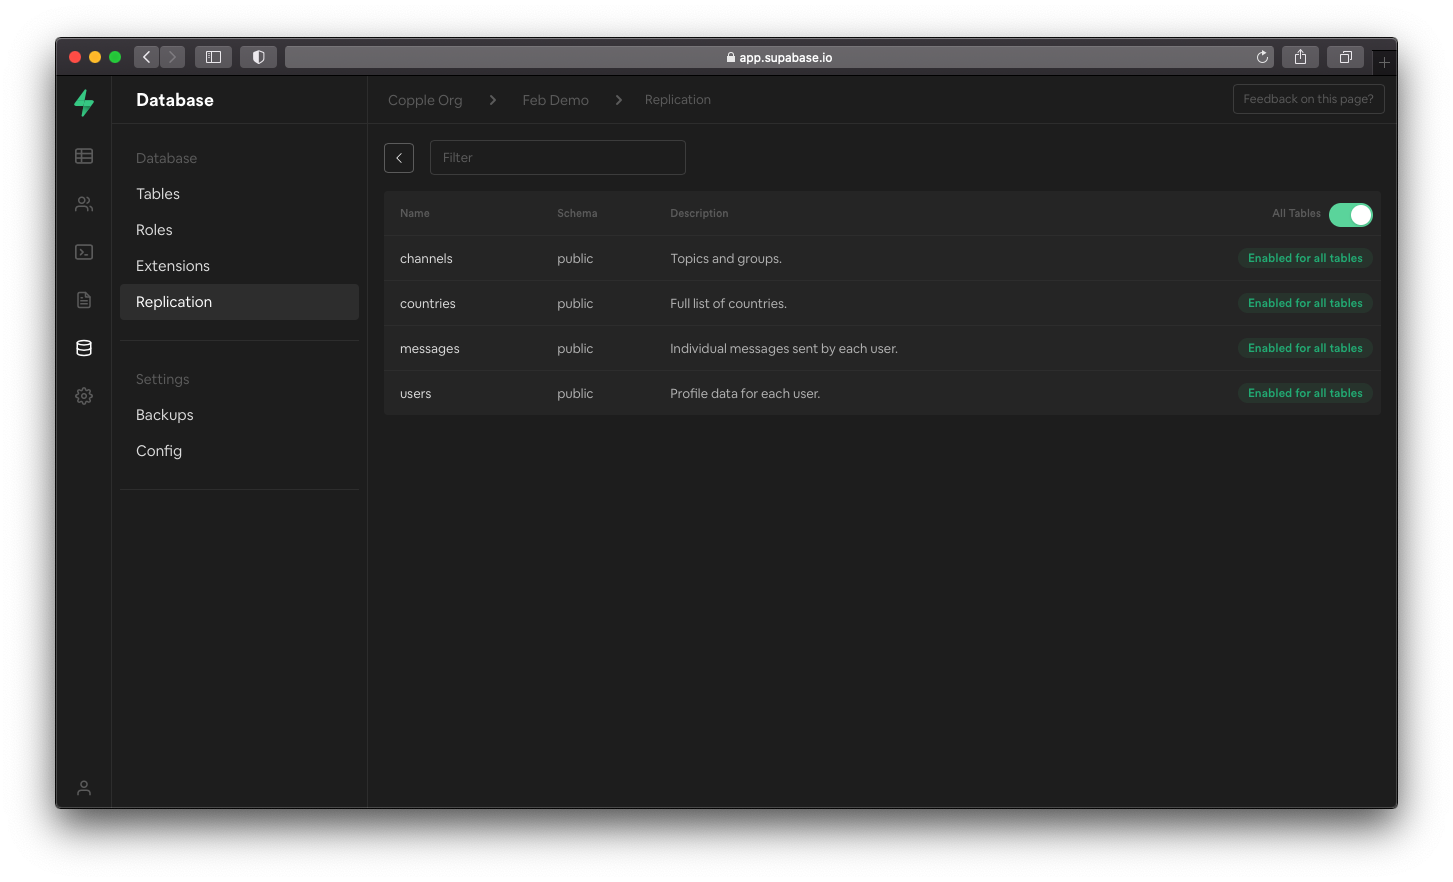 app.supabase.io
Database
Copple Org > Feb Demo > Replication
Feedback on this page?
Database
Tables
Roles
Extensions
Replication
Settings
Backups
Config
Filter
Name Schema Description All Tables
channels public Topics and groups. Enabled for all tables
countries public Full list of countries. Enabled for all tables
messages public Individual messages sent by each user. Enabled for all tables
users public Profile data for each user. Enabled for all tables